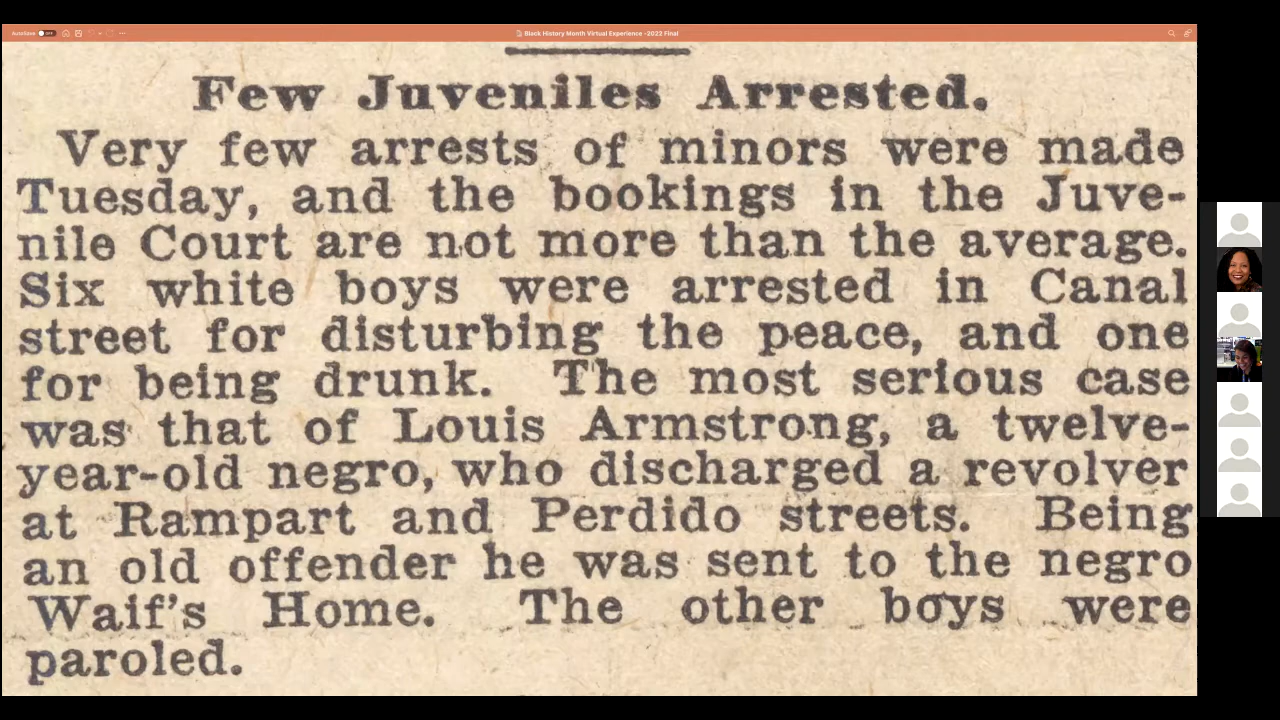 AutoSave OFF
Black History Month Virtual Experience -2022 Final
Few Juveniles Arrested.
Very few arrests of minors were made
Tuesday, and the bookings in the Juve-
nile Court are not more than the average.
Six white boys were arrested in Canal
street for disturbing the peace, and one
for being drunk. The most serious case
was that of Louis Armstrong, a twelve-
year-old negro, who discharged a revolver
at Rampart and Perdido streets. Being
an old offender he was sent to the negro
Waif's Home. The other boys were
paroled.